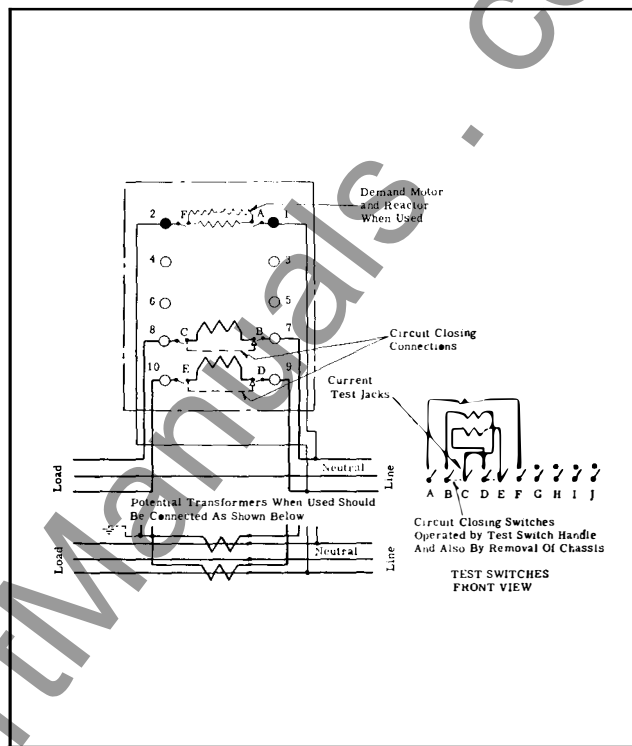 Demand Motor
and Reactor
When Used
2 F A 1
4 3
6 5
8 C B 7
10 E D 9
Circuit Closing
Connections
Current
Test Jacks
Load
Neutral
Line
Potential Transformers When Used Should
Be Connected As Shown Below
Load
Neutral
Line
A B C D E F G H I J
Circuit Closing Switches
Operated by Test Switch Handle
And Also By Removal Of Chassis
TEST SWITCHES
FRONT VIEW
tManuals.co